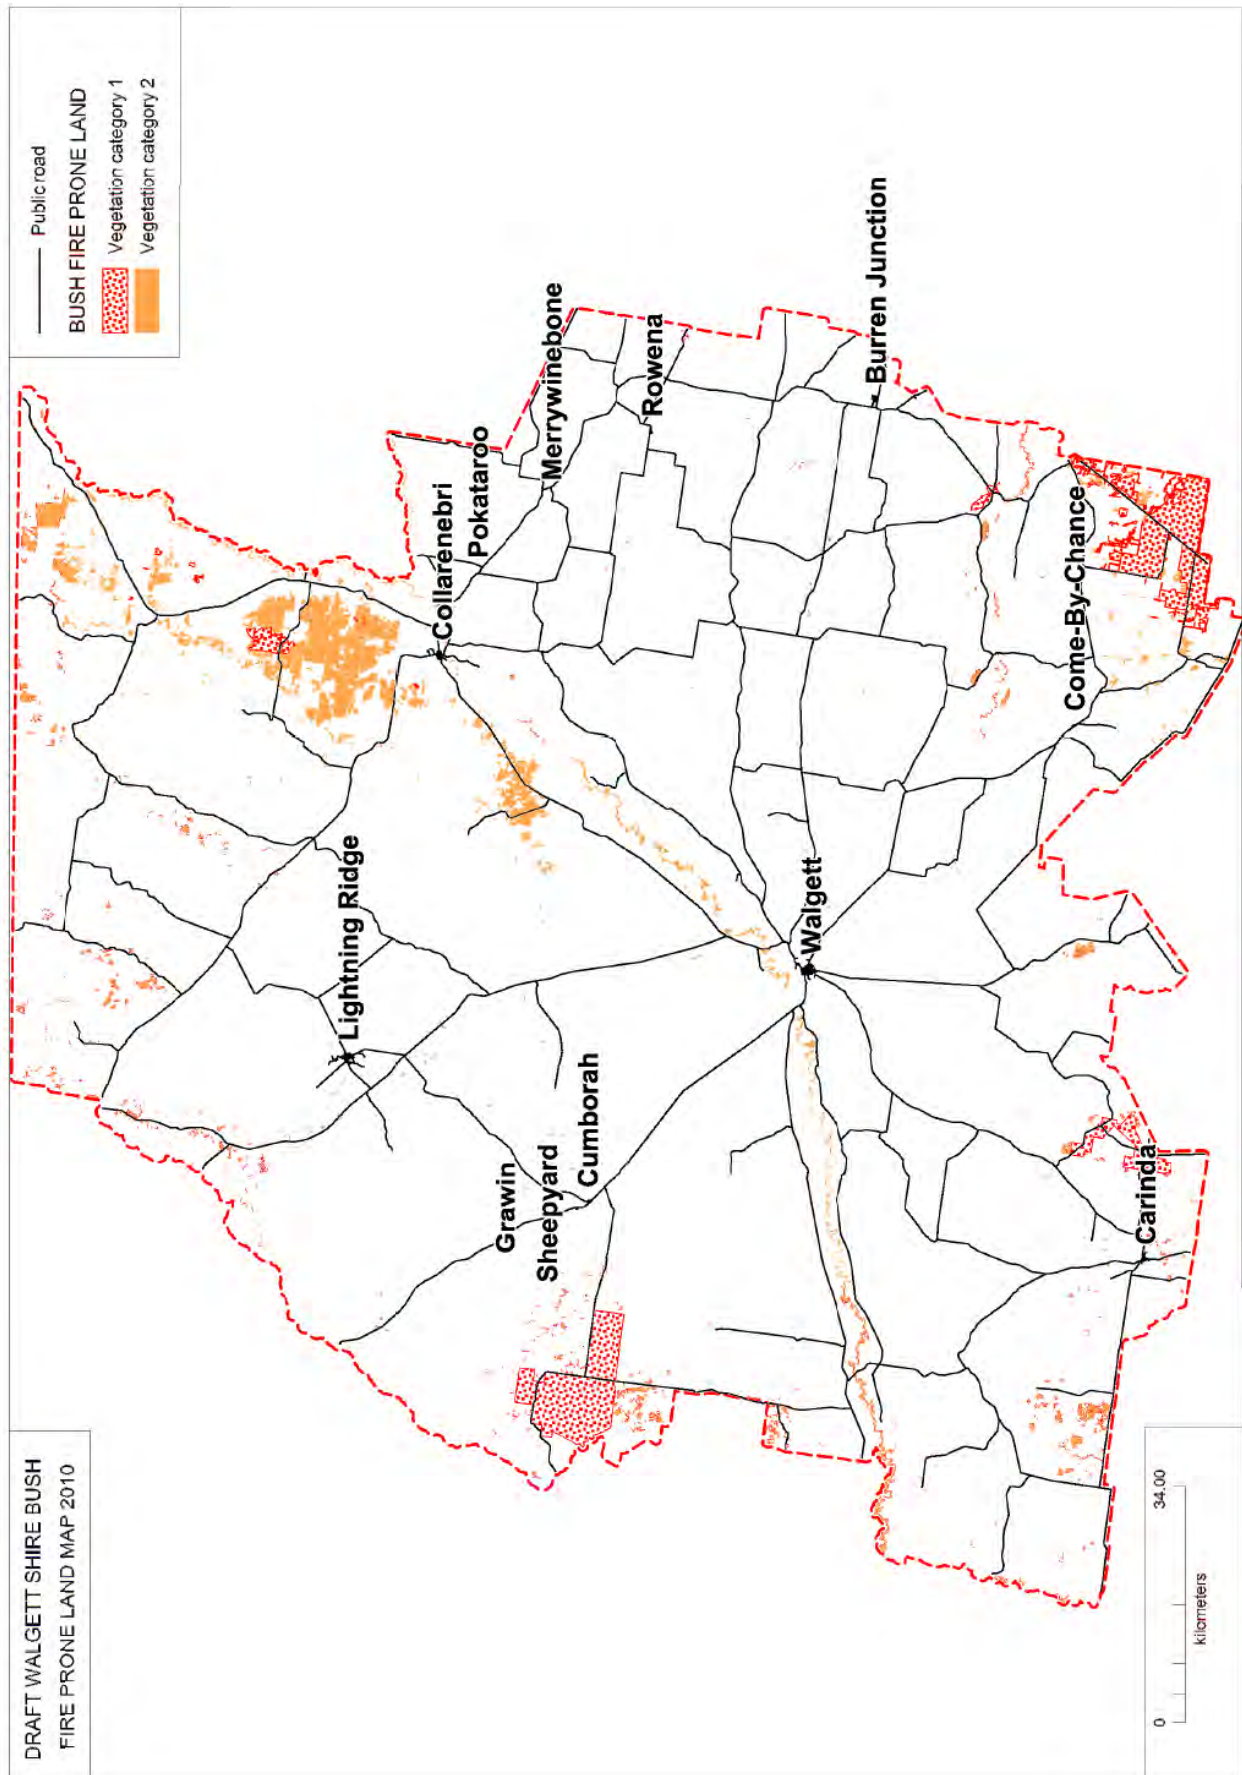 DRAFT WALGETT SHIRE BUSH
FIRE PRONE LAND MAP 2010
Public road
BUSH FIRE PRONE LAND
Vegetation category 1
Vegetation category 2
Lightning Ridge
Collarenebri
Pokataroo
Grawin
Sheepyard
Cumborah
Merrywinebone
Rowena
Walgett
Burren Junction
Come-By-Chance
Carinda
0 34.00
kilometers